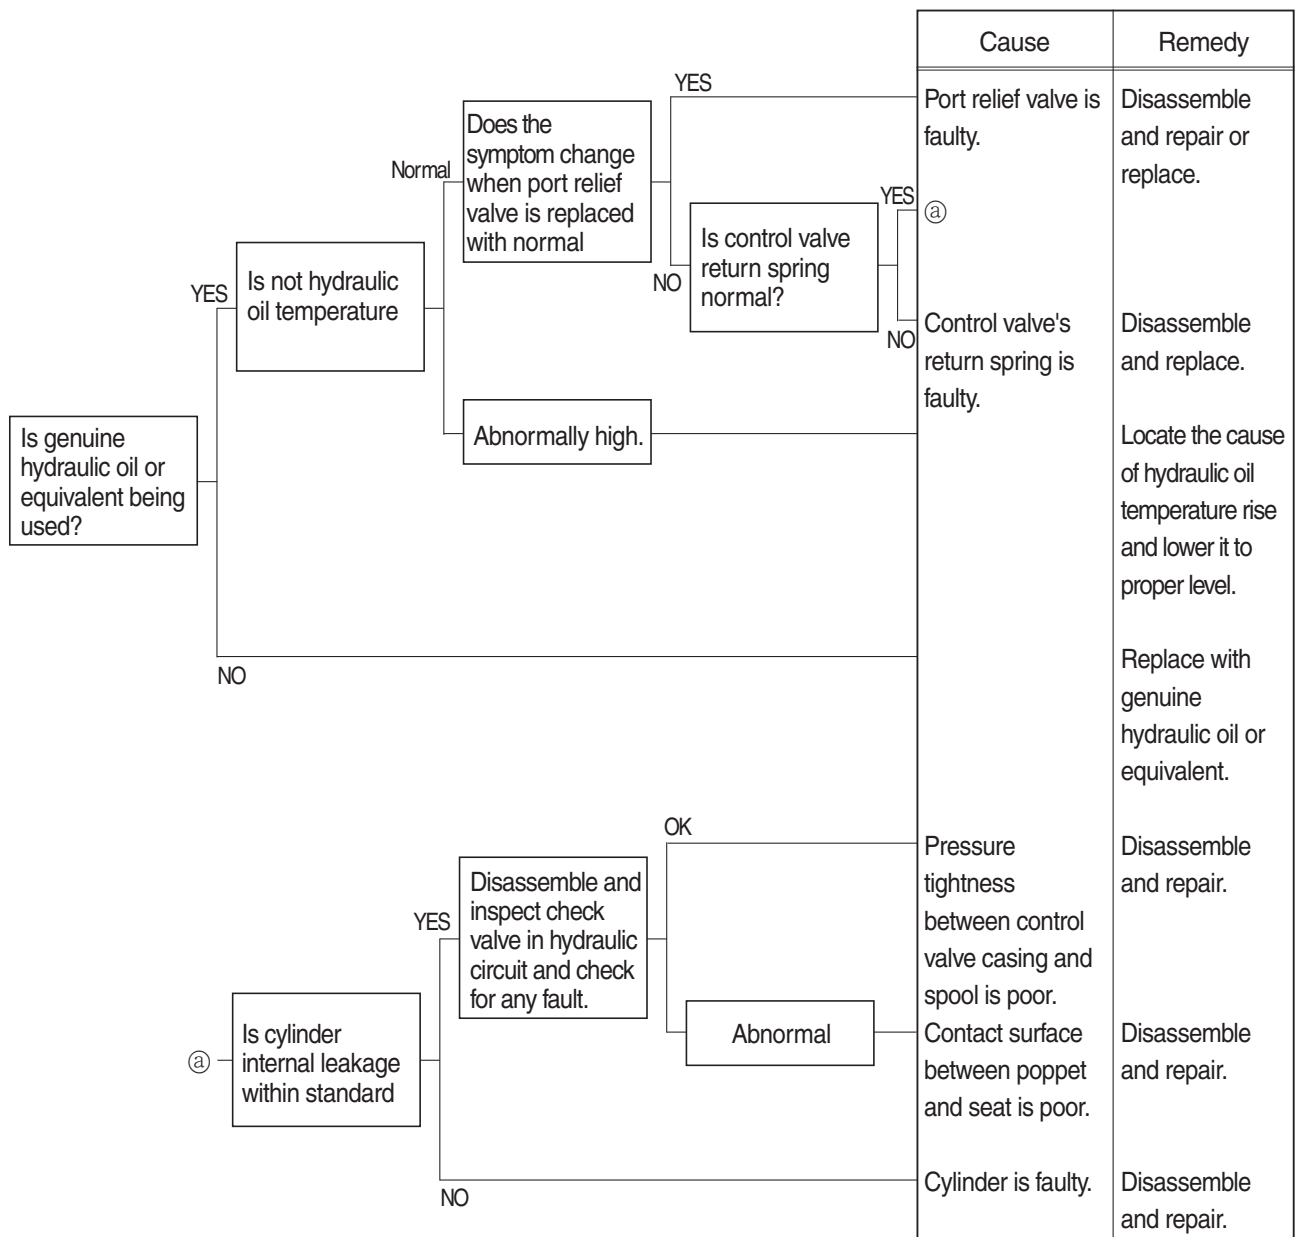 Cause
Remedy
YES
Port relief valve is
faulty.
Disassemble
and repair or
replace.
Does the
symptom change
when port relief
valve is replaced
with normal
Normal
YES
ⓐ
Is control valve
return spring
normal?
NO
Is not hydraulic
oil temperature
YES
NO
Control valve's
return spring is
faulty.
Disassemble
and replace.
Abnormally high.
Is genuine
hydraulic oil or
equivalent being
used?
Locate the cause
of hydraulic oil
temperature rise
and lower it to
proper level.
NO
Replace with
genuine
hydraulic oil or
equivalent.
OK
Pressure
tightness
between control
valve casing and
spool is poor.
Disassemble
and repair.
Disassemble and
inspect check
valve in hydraulic
circuit and check
for any fault.
YES
ⓐ
Is cylinder
internal leakage
within standard
Abnormal
Contact surface
between poppet
and seat is poor.
Disassemble
and repair.
NO
Cylinder is faulty.
Disassemble
and repair.